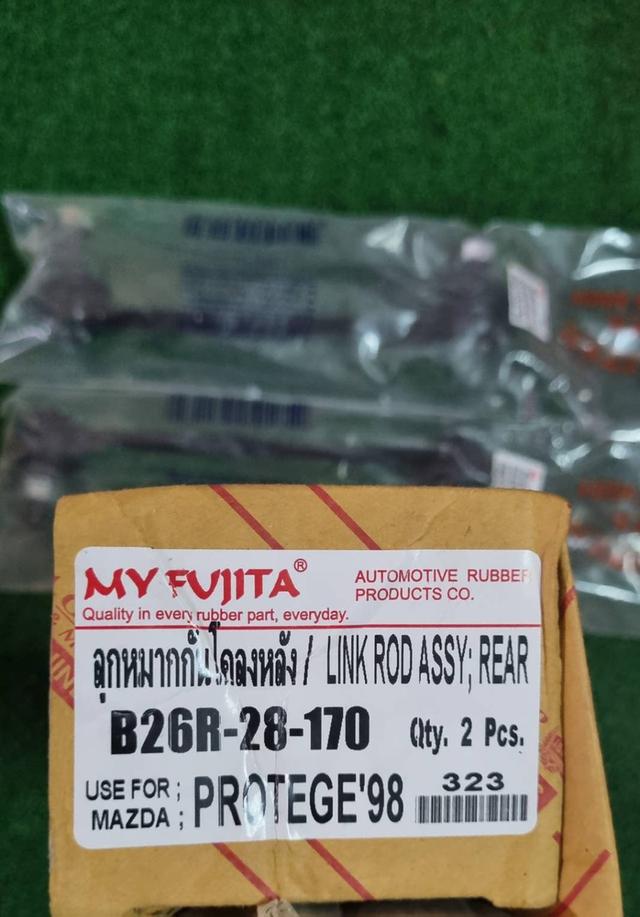 MY FUJITA®
AUTOMOTIVE RUBBER
PRODUCTS CO.
Quality in every rubber part, everyday.
ลูกหมากกันโคลงหลัง / LINK ROD ASSY; REAR
B26R-28-170 Qty. 2 Pcs.
USE FOR ; PROTEGE'98 323
MAZDA ;